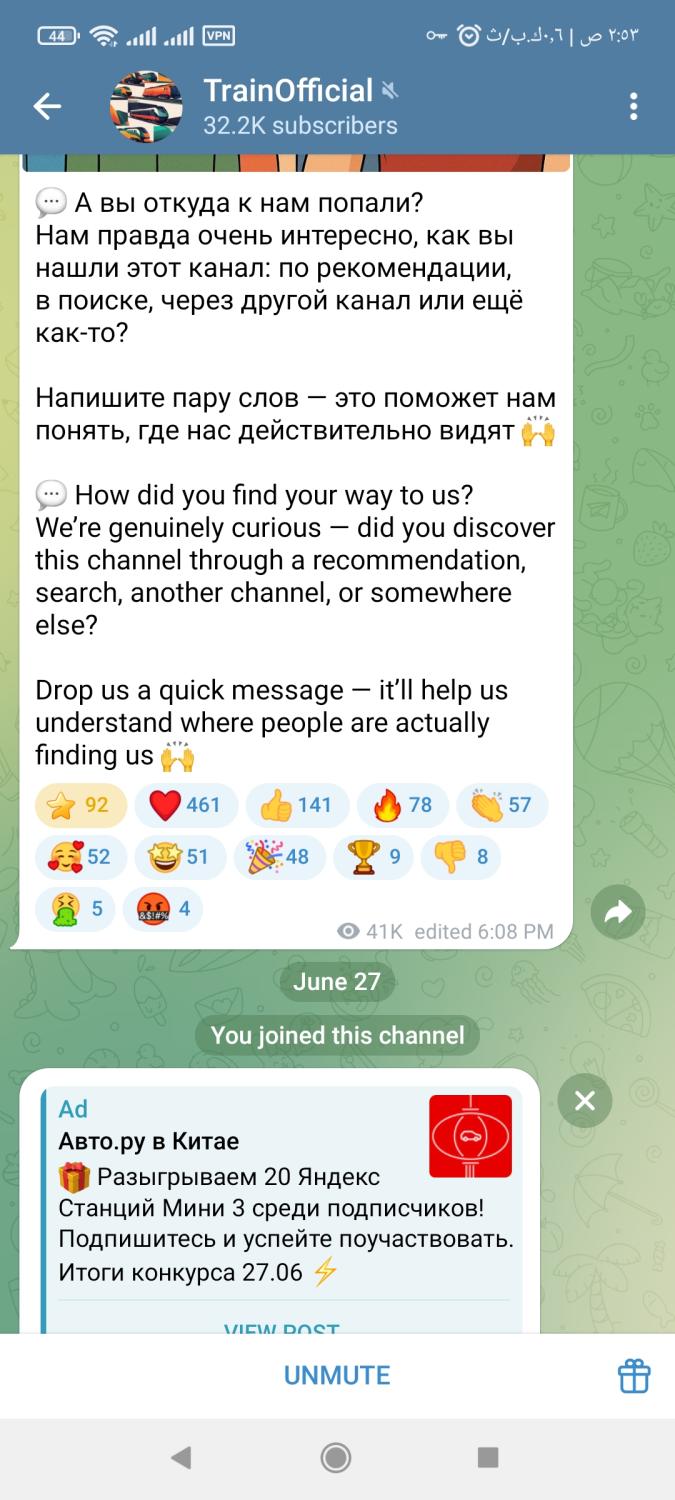 44 VPN ٢:٥٣ ص | ٠,٦ك.ب/ث
TrainOfficial
32.2K subscribers
А вы откуда к нам попали?
Нам правда очень интересно, как вы
нашли этот канал: по рекомендации,
в поиске, через другой канал или ещё
как-то?
Напишите пару слов — это поможет нам
понять, где нас действительно видят 🙌
💬 How did you find your way to us?
We’re genuinely curious — did you discover
this channel through a recommendation,
search, another channel, or somewhere
else?
Drop us a quick message — it’ll help us
understand where people are actually
finding us 🙌
⭐ 92 ❤️ 461 👍 141 🔥 78 👏 57
🥰 52 🤩 51 🎉 48 🏆 9 👎 8
🤮 5 🤬 4
41K edited 6:08 PM
June 27
You joined this channel
Ad
Авто.ру в Китае
🎁 Разыгрываем 20 Яндекс
Станций Мини 3 среди подписчиков!
Подпишитесь и успейте поучаствовать.
Итоги конкурса 27.06 ⚡
VIEW POST
UNMUTE